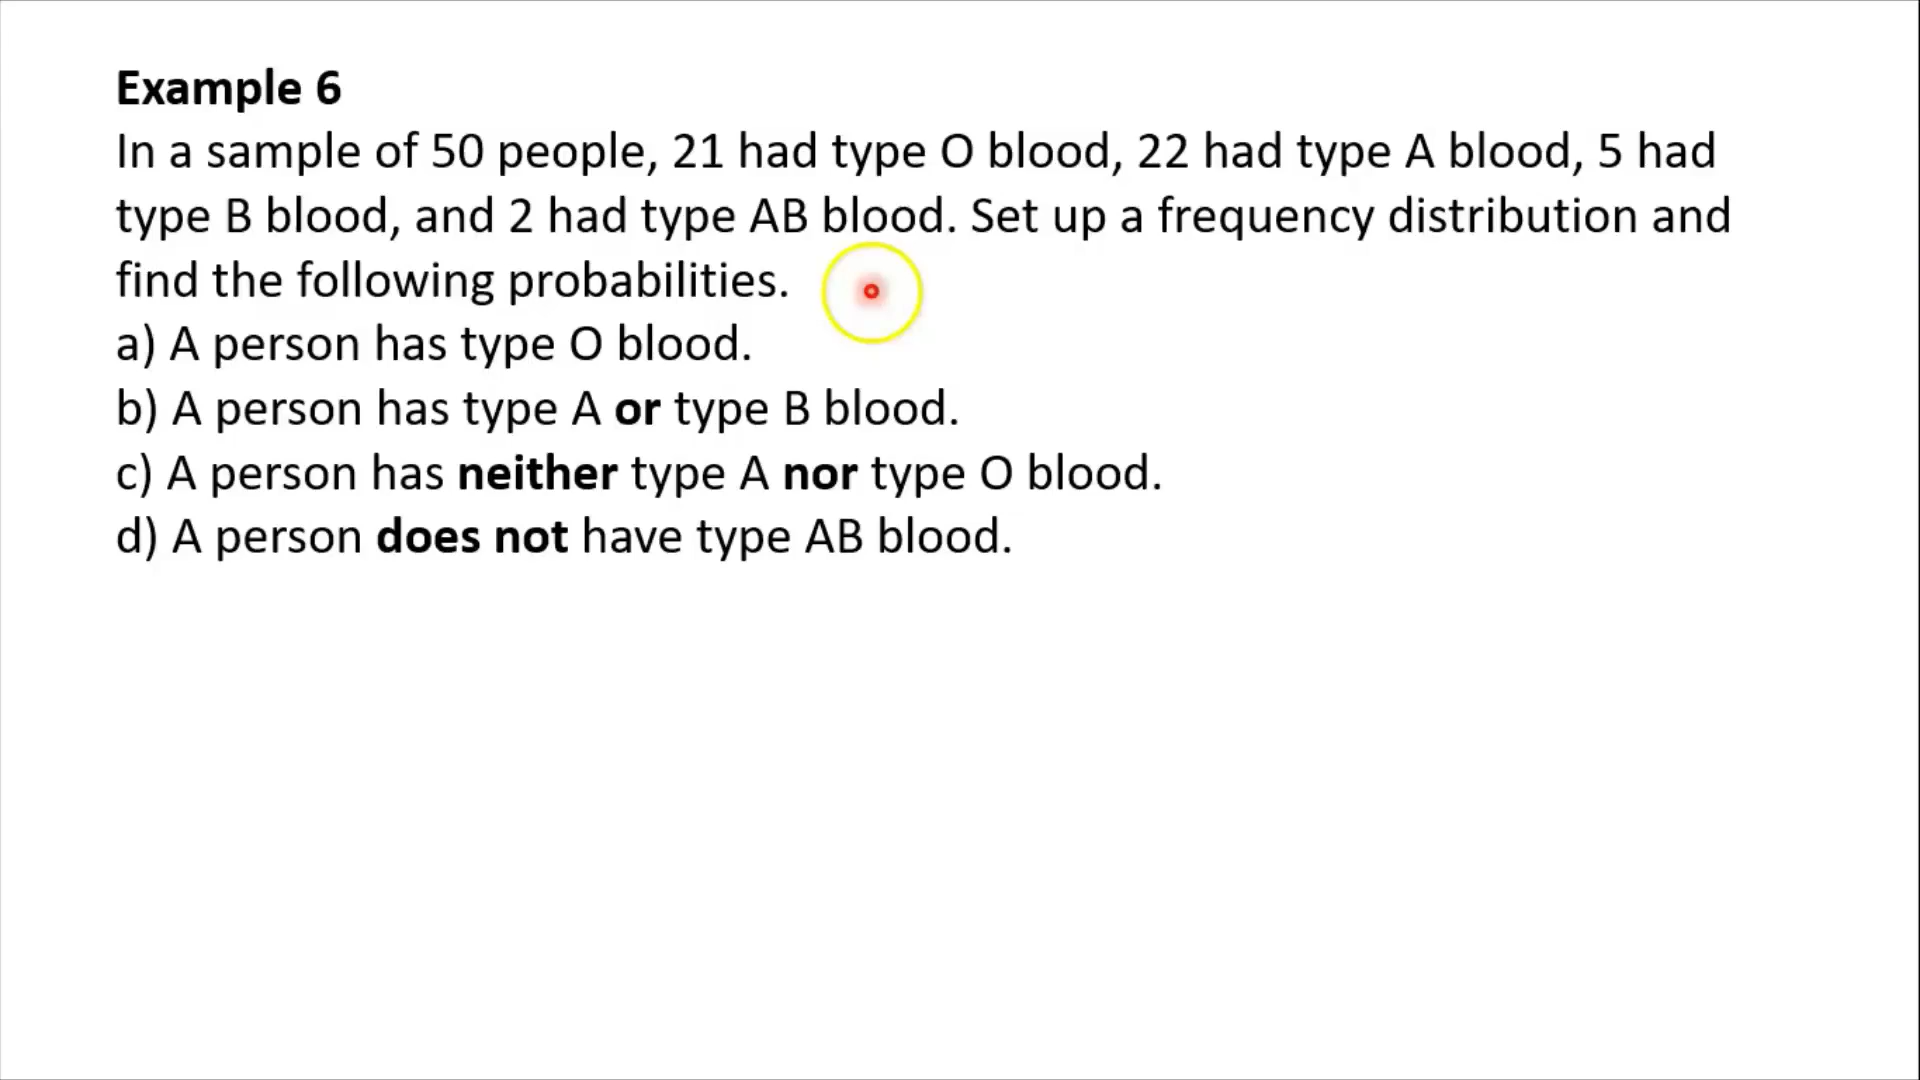 Example 6
In a sample of 50 people, 21 had type O blood, 22 had type A blood, 5 had
type B blood, and 2 had type AB blood. Set up a frequency distribution and
find the following probabilities.
a) A person has type O blood.
b) A person has type A or type B blood.
c) A person has neither type A nor type O blood.
d) A person does not have type AB blood.